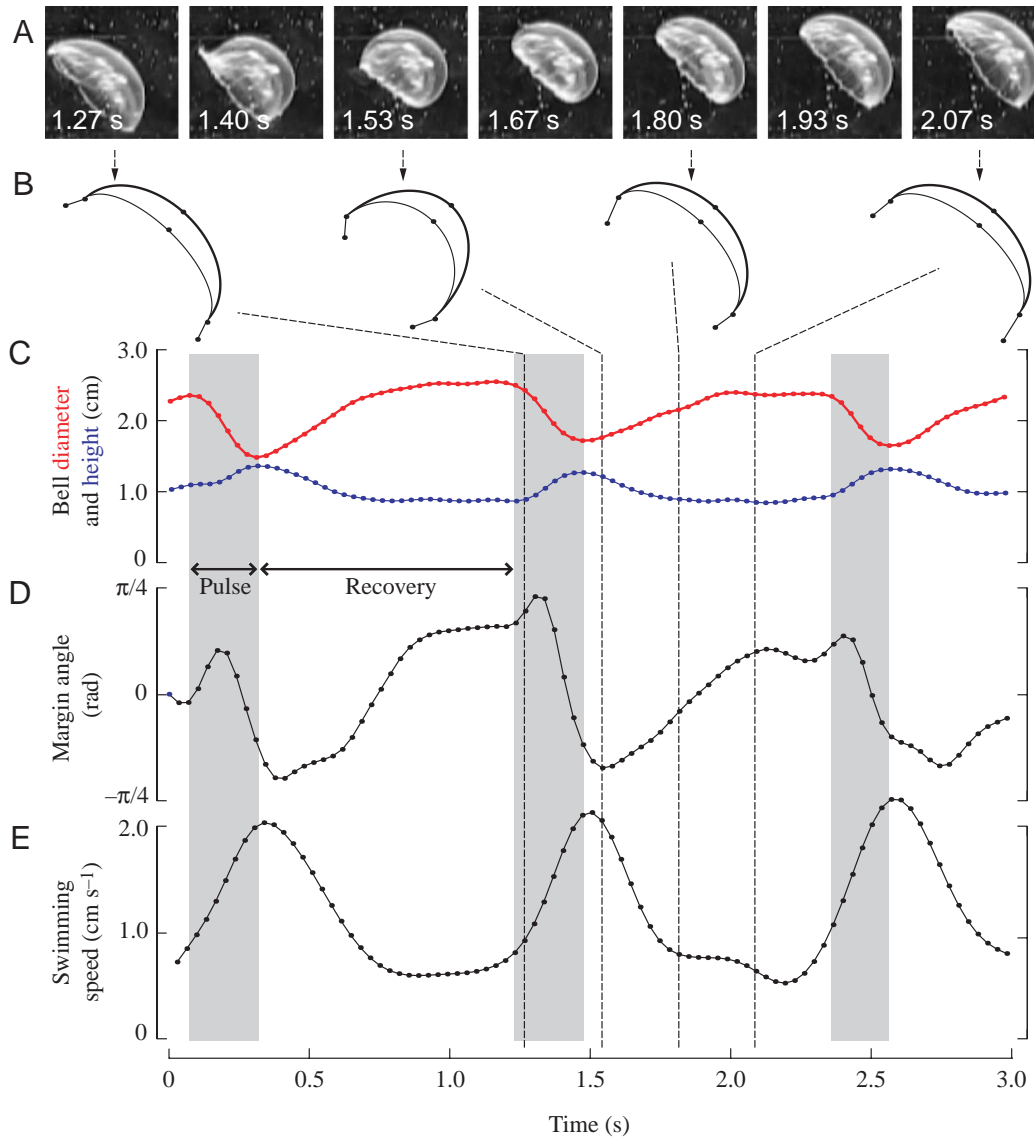 A
1.27 s 1.40 s 1.53 s 1.67 s 1.80 s 1.93 s 2.07 s
B
C
3.0
2.0
1.0
0
Bell diameter
and height (cm)
Pulse
Recovery
D
π/4
0
–π/4
Margin angle
(rad)
E
2.0
1.0
0
Swimming
speed (cm s–1)
0 0.5 1.0 1.5 2.0 2.5 3.0
Time (s)